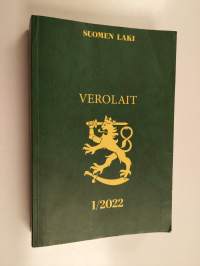 SUOMEN LAKI
VEROLAIT
1/2022